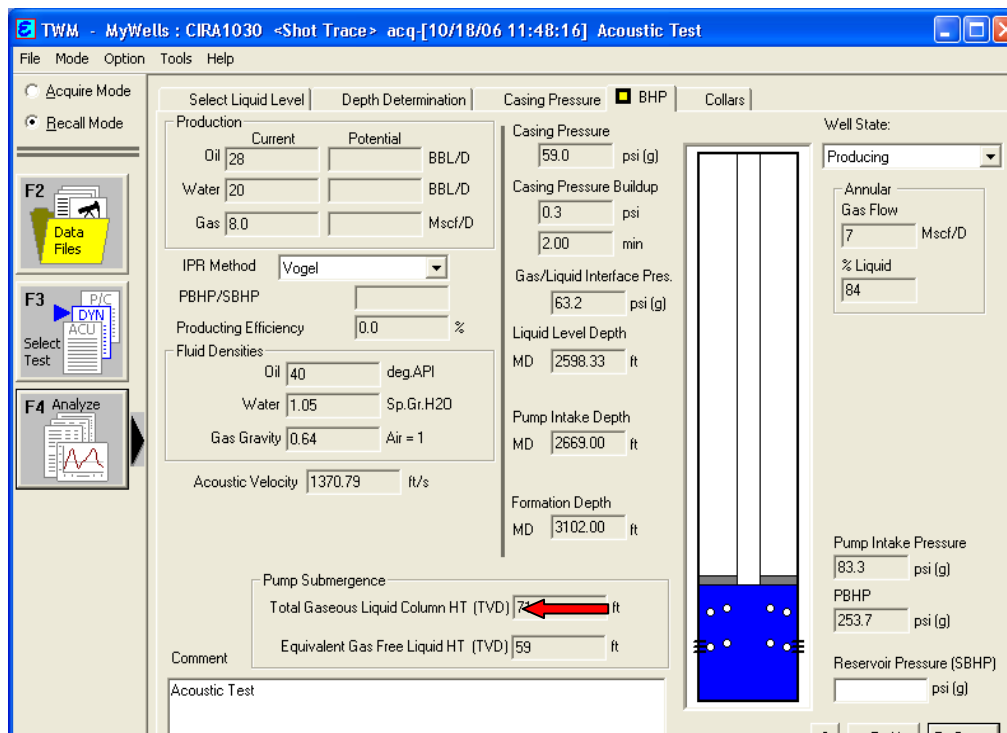 TWM - MyWells : CIRA1030 <Shot Trace> acq-[10/18/06 11:48:16] Acoustic Test
File Mode Option Tools Help
Acquire Mode
Recall Mode
F2
Data
Files
F3
P/C
DYN
ACU
Select
Test
F4 Analyze
Select Liquid Level
Depth Determination
Casing Pressure
BHP
Collars
Production
Current Potential
Oil 28 BBL/D
Water 20 BBL/D
Gas 8.0 Mscf/D
IPR Method Vogel
PBHP/SBHP
Producting Efficiency 0.0 %
Fluid Densities
Oil 40 deg.API
Water 1.05 Sp.Gr.H2O
Gas Gravity 0.64 Air = 1
Acoustic Velocity 1370.79 ft/s
Casing Pressure
59.0 psi (g)
Casing Pressure Buildup
0.3 psi
2.00 min
Gas/Liquid Interface Pres.
63.2 psi (g)
Liquid Level Depth
MD 2598.33 ft
Pump Intake Depth
MD 2669.00 ft
Formation Depth
MD 3102.00 ft
Well State:
Producing
Annular
Gas Flow
7 Mscf/D
% Liquid
84
Pump Intake Pressure
83.3 psi (g)
PBHP
253.7 psi (g)
Reservoir Pressure (SBHP)
psi (g)
Pump Submergence
Total Gaseous Liquid Column HT (TVD) 71 ft
Equivalent Gas Free Liquid HT (TVD) 59 ft
Comment
Acoustic Test